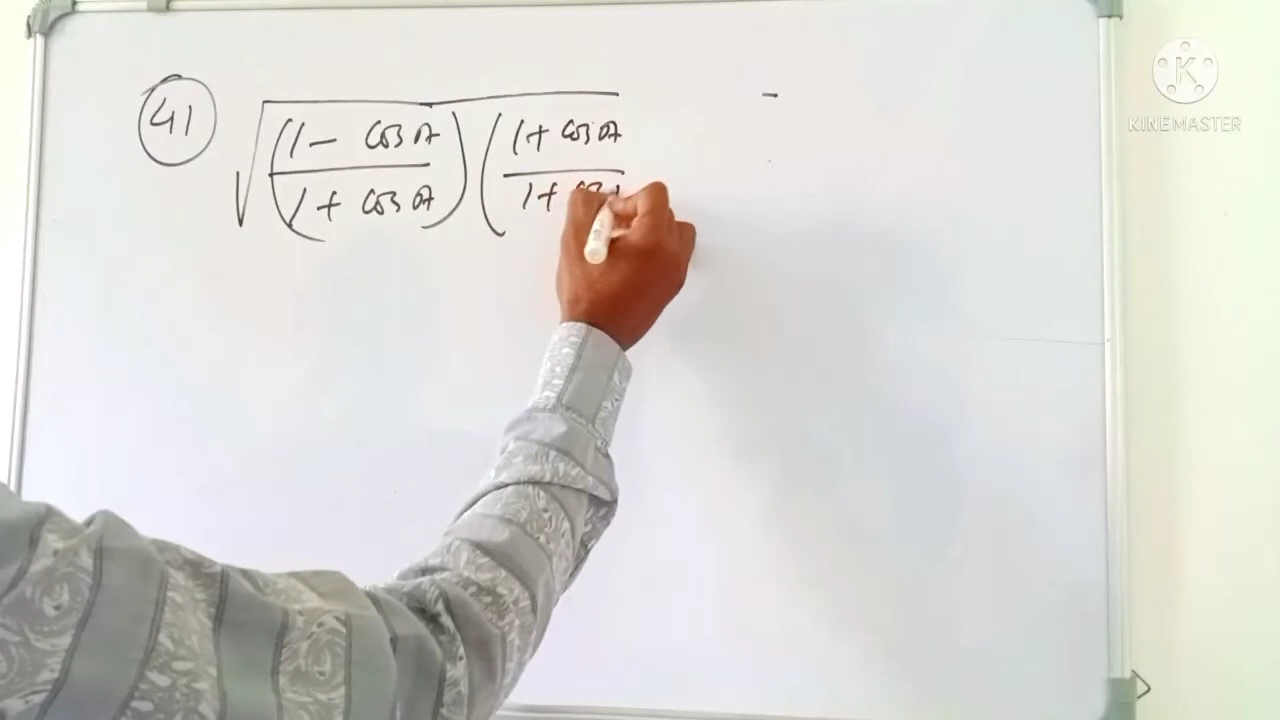 41 √((1 - cos A)/(1 + cos A)) ((1 + cos A)/(1 + cos
-
K
KINEMASTER